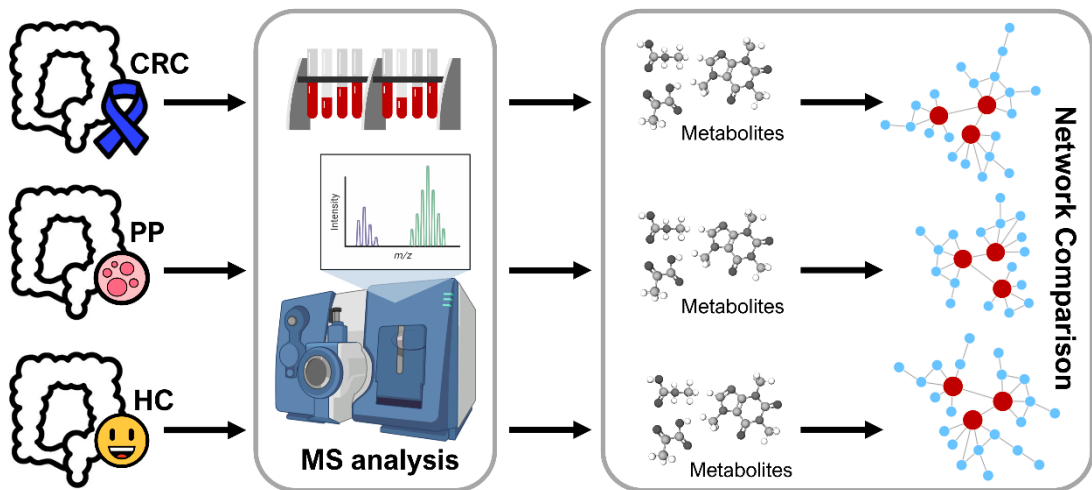 CRC
PP
HC
Intensity
m/z
MS analysis
Metabolites
Metabolites
Metabolites
Network Comparison